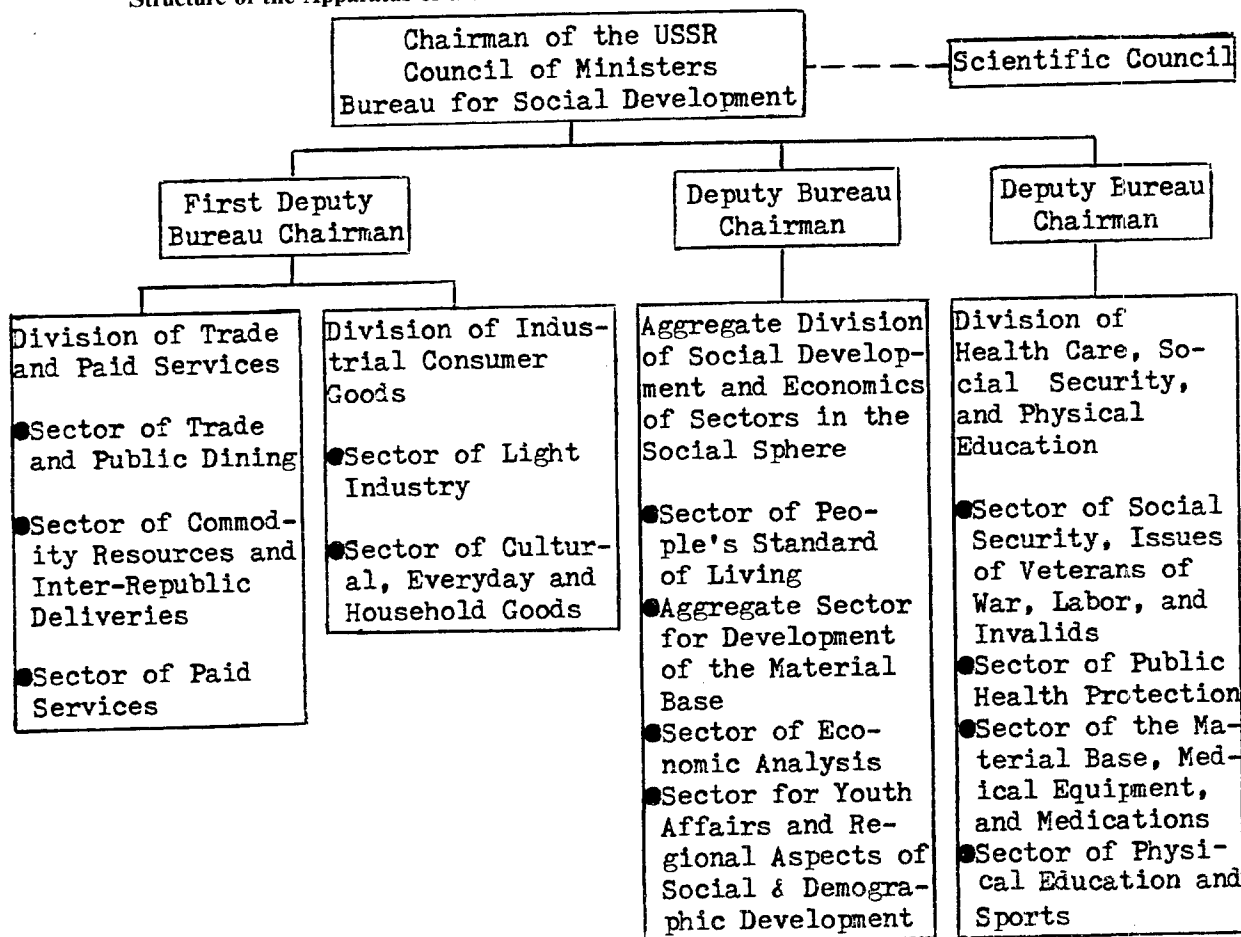 Structure of the Apparatus of
Chairman of the USSR
Council of Ministers
Bureau for Social Development
Scientific Council
First Deputy
Bureau Chairman
Deputy Bureau
Chairman
Deputy Bureau
Chairman
Division of Trade
and Paid Services
●Sector of Trade
and Public Dining
●Sector of Commod-
ity Resources and
Inter-Republic
Deliveries
●Sector of Paid
Services
Division of Indus-
trial Consumer
Goods
●Sector of Light
Industry
●Sector of Cultur-
al, Everyday and
Household Goods
Aggregate Division
of Social Develop-
ment and Economics
of Sectors in the
Social Sphere
●Sector of Peo-
ple's Standard
of Living
●Aggregate Sector
for Development
of the Material
Base
●Sector of Eco-
nomic Analysis
●Sector for Youth
Affairs and Re-
gional Aspects of
Social & Demogra-
phic Development
Division of
Health Care, So-
cial Security,
and Physical
Education
●Sector of Social
Security, Issues
of Veterans of
War, Labor, and
Invalids
●Sector of Public
Health Protection
●Sector of the Ma-
terial Base, Med-
ical Equipment,
and Medications
●Sector of Physi-
cal Education and
Sports